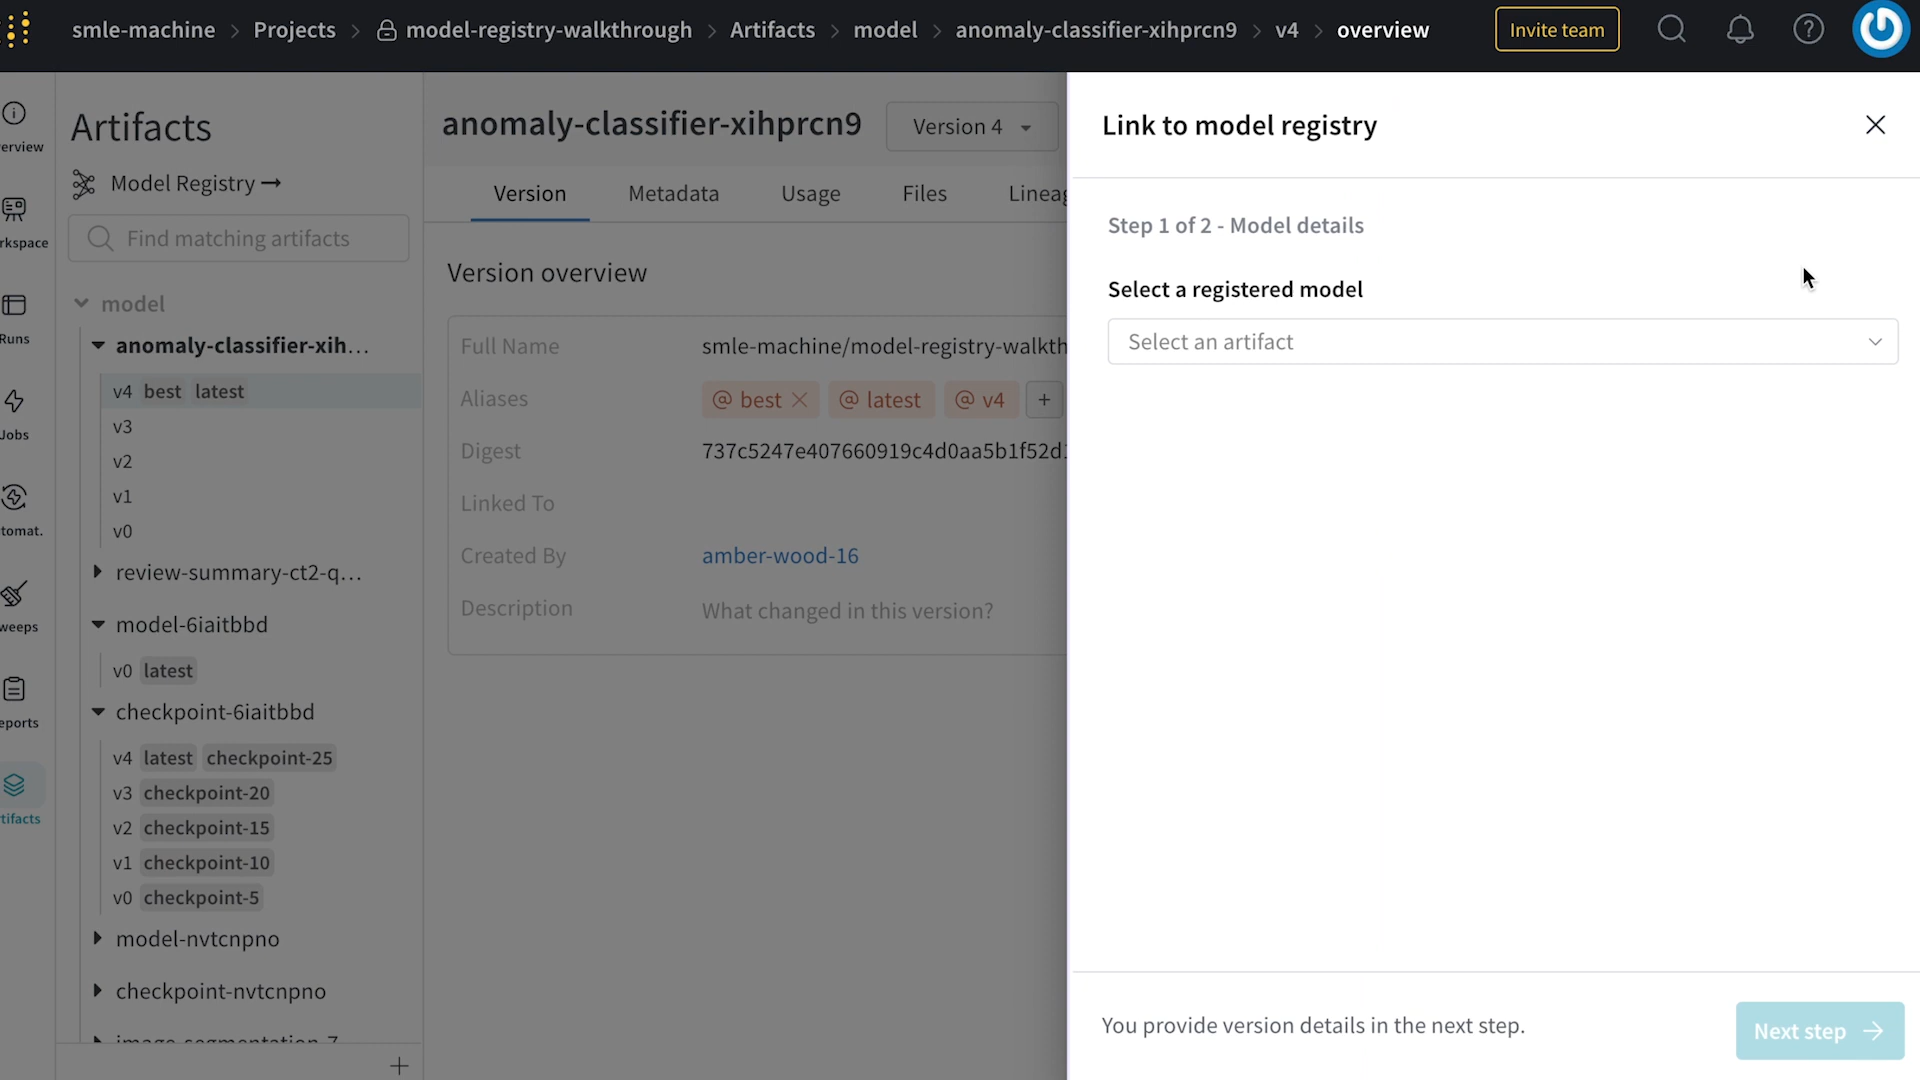 smle-machine > Projects > model-registry-walkthrough > Artifacts > model > anomaly-classifier-xihprcn9 > v4 > overview
Invite team
erview
rkspace
Runs
Jobs
tomat.
weeps
eports
tifacts
Artifacts
Model Registry →
Find matching artifacts
model
anomaly-classifier-xih...
v4 best latest
v3
v2
v1
v0
review-summary-ct2-q...
model-6iaitbbd
v0 latest
checkpoint-6iaitbbd
v4 latest checkpoint-25
v3 checkpoint-20
v2 checkpoint-15
v1 checkpoint-10
v0 checkpoint-5
model-nvtcnpno
checkpoint-nvtcnpno
image-segmentation-7
anomaly-classifier-xihprcn9
Version 4
Version Metadata Usage Files Lineag
Version overview
Full Name smle-machine/model-registry-walkth
Aliases @ best @ latest @ v4 +
Digest 737c5247e407660919c4d0aa5b1f52d
Linked To
Created By amber-wood-16
Description What changed in this version?
Link to model registry
Step 1 of 2 - Model details
Select a registered model
Select an artifact
You provide version details in the next step.
Next step →